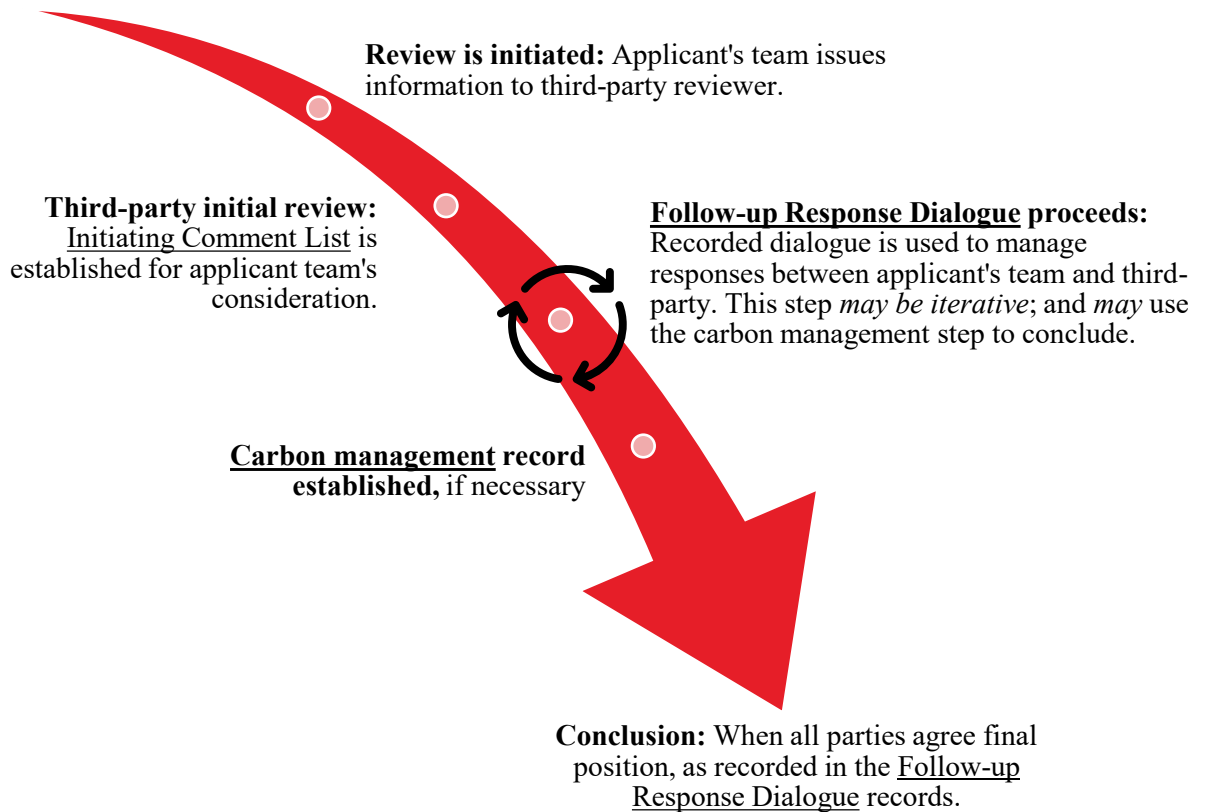 Review is initiated: Applicant's team issues
information to third-party reviewer.
Third-party initial review:
Initiating Comment List is
established for applicant team's
consideration.
Follow-up Response Dialogue proceeds:
Recorded dialogue is used to manage
responses between applicant's team and third-
party. This step may be iterative; and may use
the carbon management step to conclude.
Carbon management record
established, if necessary
Conclusion: When all parties agree final
position, as recorded in the Follow-up
Response Dialogue records.